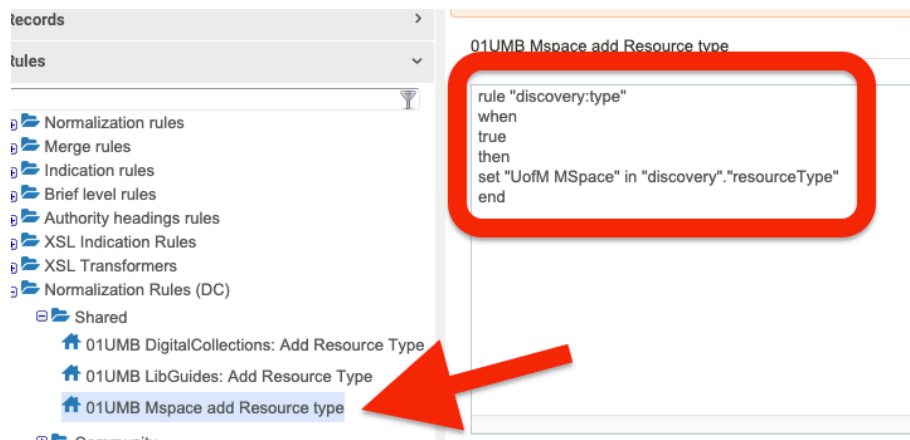 Records
Rules
Normalization rules
Merge rules
Indication rules
Brief level rules
Authority headings rules
XSL Indication Rules
XSL Transformers
Normalization Rules (DC)
Shared
01UMB DigitalCollections: Add Resource Type
01UMB LibGuides: Add Resource Type
01UMB Mspace add Resource type
Community
01UMB Mspace add Resource type
rule "discovery:type"
when
true
then
set "UofM MSpace" in "discovery"."resourceType"
end